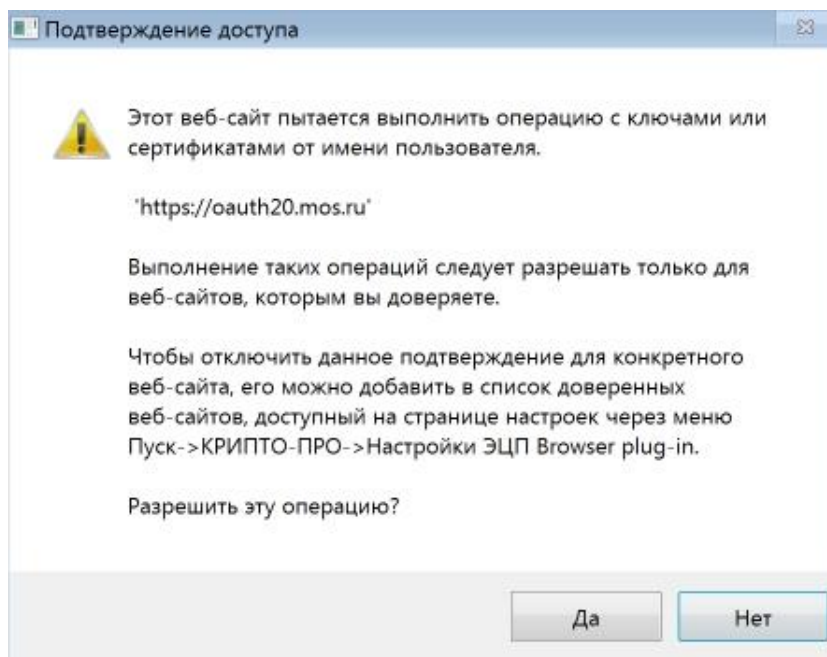 Подтверждение доступа
Этот веб-сайт пытается выполнить операцию с ключами или
сертификатами от имени пользователя.
'https://oauth20.mos.ru'
Выполнение таких операций следует разрешать только для
веб-сайтов, которым вы доверяете.
Чтобы отключить данное подтверждение для конкретного
веб-сайта, его можно добавить в список доверенных
веб-сайтов, доступный на странице настроек через меню
Пуск->КРИПТО-ПРО->Настройки ЭЦП Browser plug-in.
Разрешить эту операцию?
Да Нет